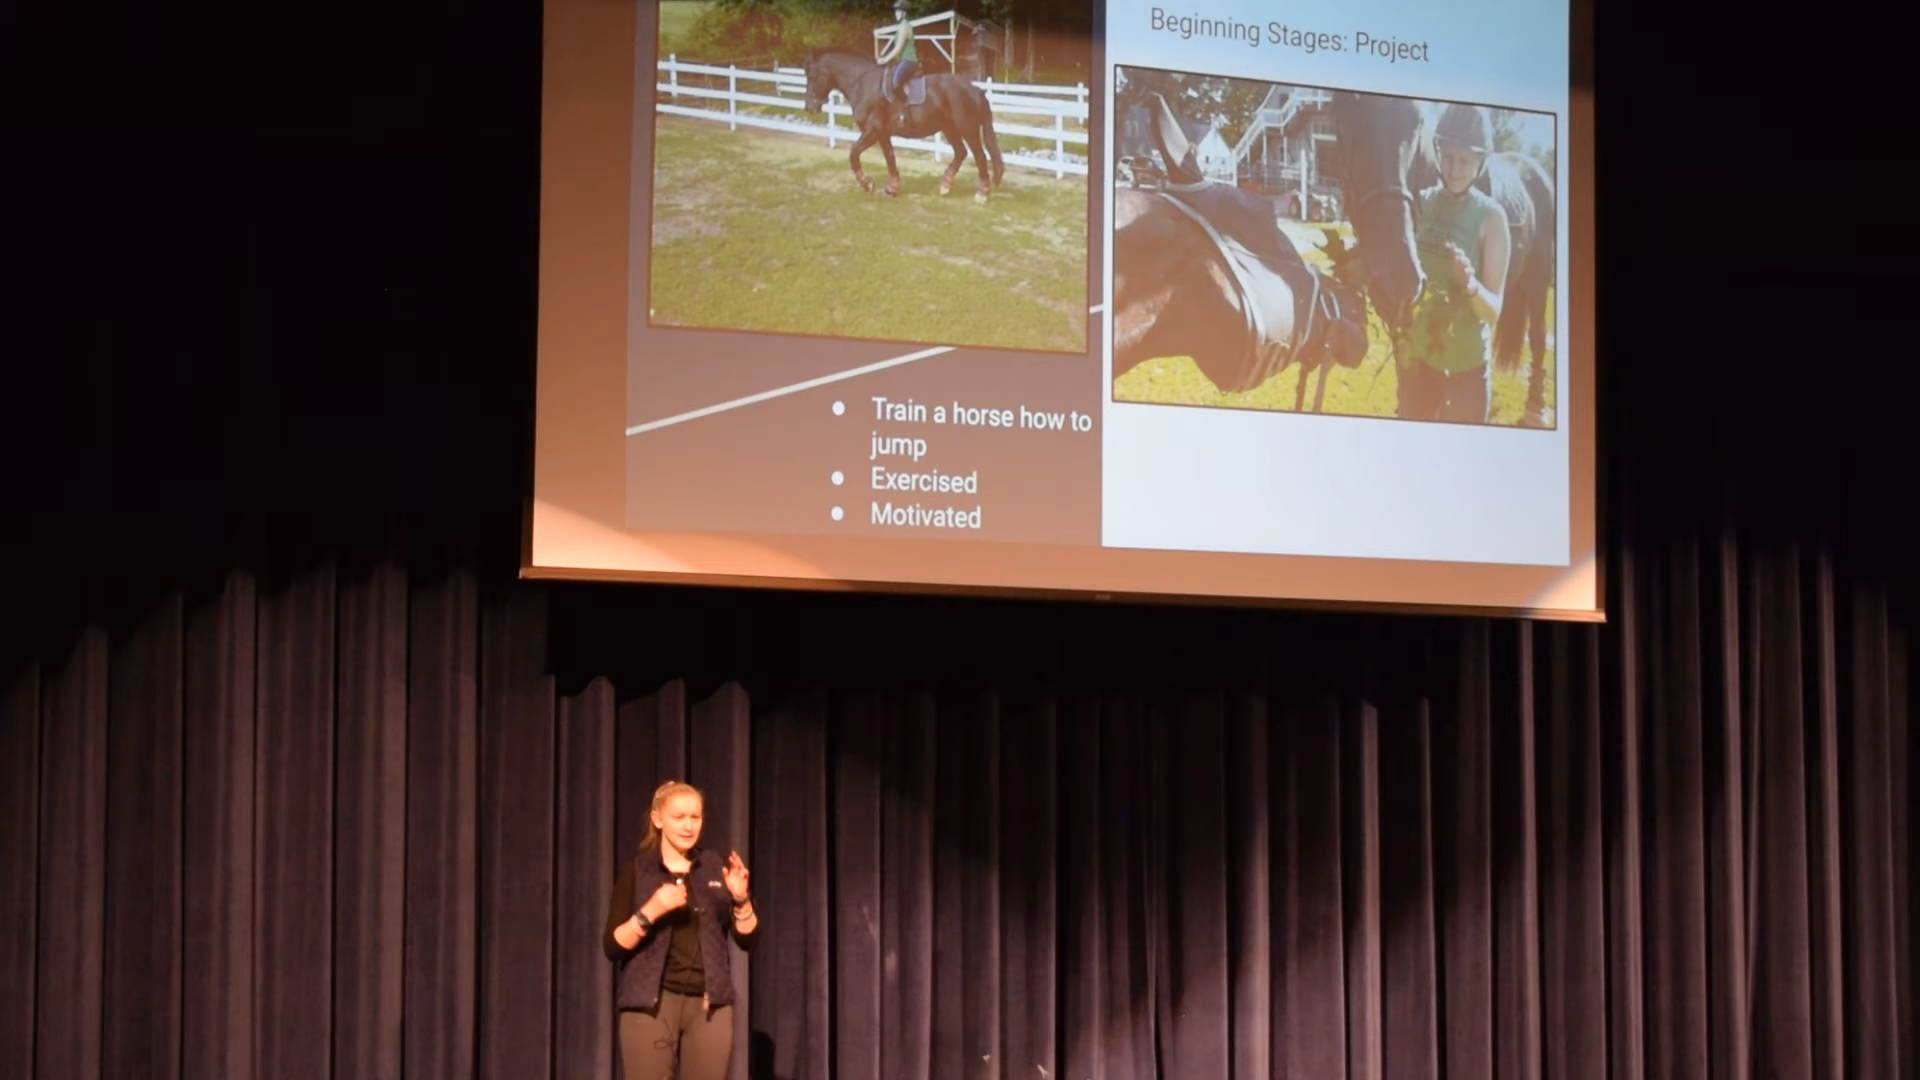 Beginning Stages: Project
● Train a horse how to
jump
● Exercised
● Motivated